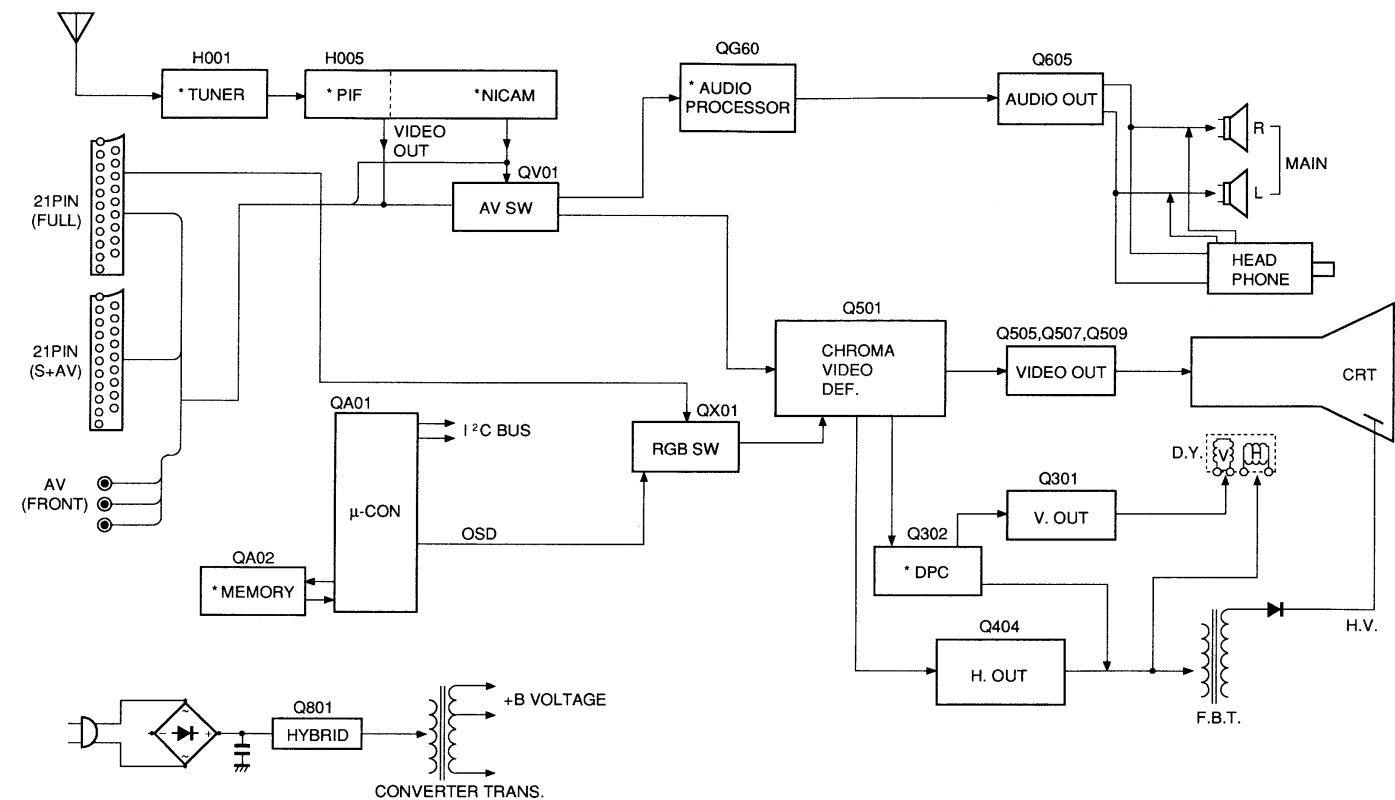 H001
* TUNER
H005
* PIF
* NICAM
VIDEO
OUT
QG60
* AUDIO
PROCESSOR
Q605
AUDIO OUT
R
L
MAIN
HEAD
PHONE
21PIN
(FULL)
QV01
AV SW
21PIN
(S+AV)
AV
(FRONT)
Q501
CHROMA
VIDEO
DEF.
Q505,Q507,Q509
VIDEO OUT
CRT
QA01
μ-CON
I²C BUS
OSD
QX01
RGB SW
QA02
* MEMORY
D.Y.
V
H
Q301
V. OUT
Q302
* DPC
Q404
H. OUT
H.V.
F.B.T.
~
− +
~
Q801
HYBRID
+B VOLTAGE
CONVERTER TRANS.